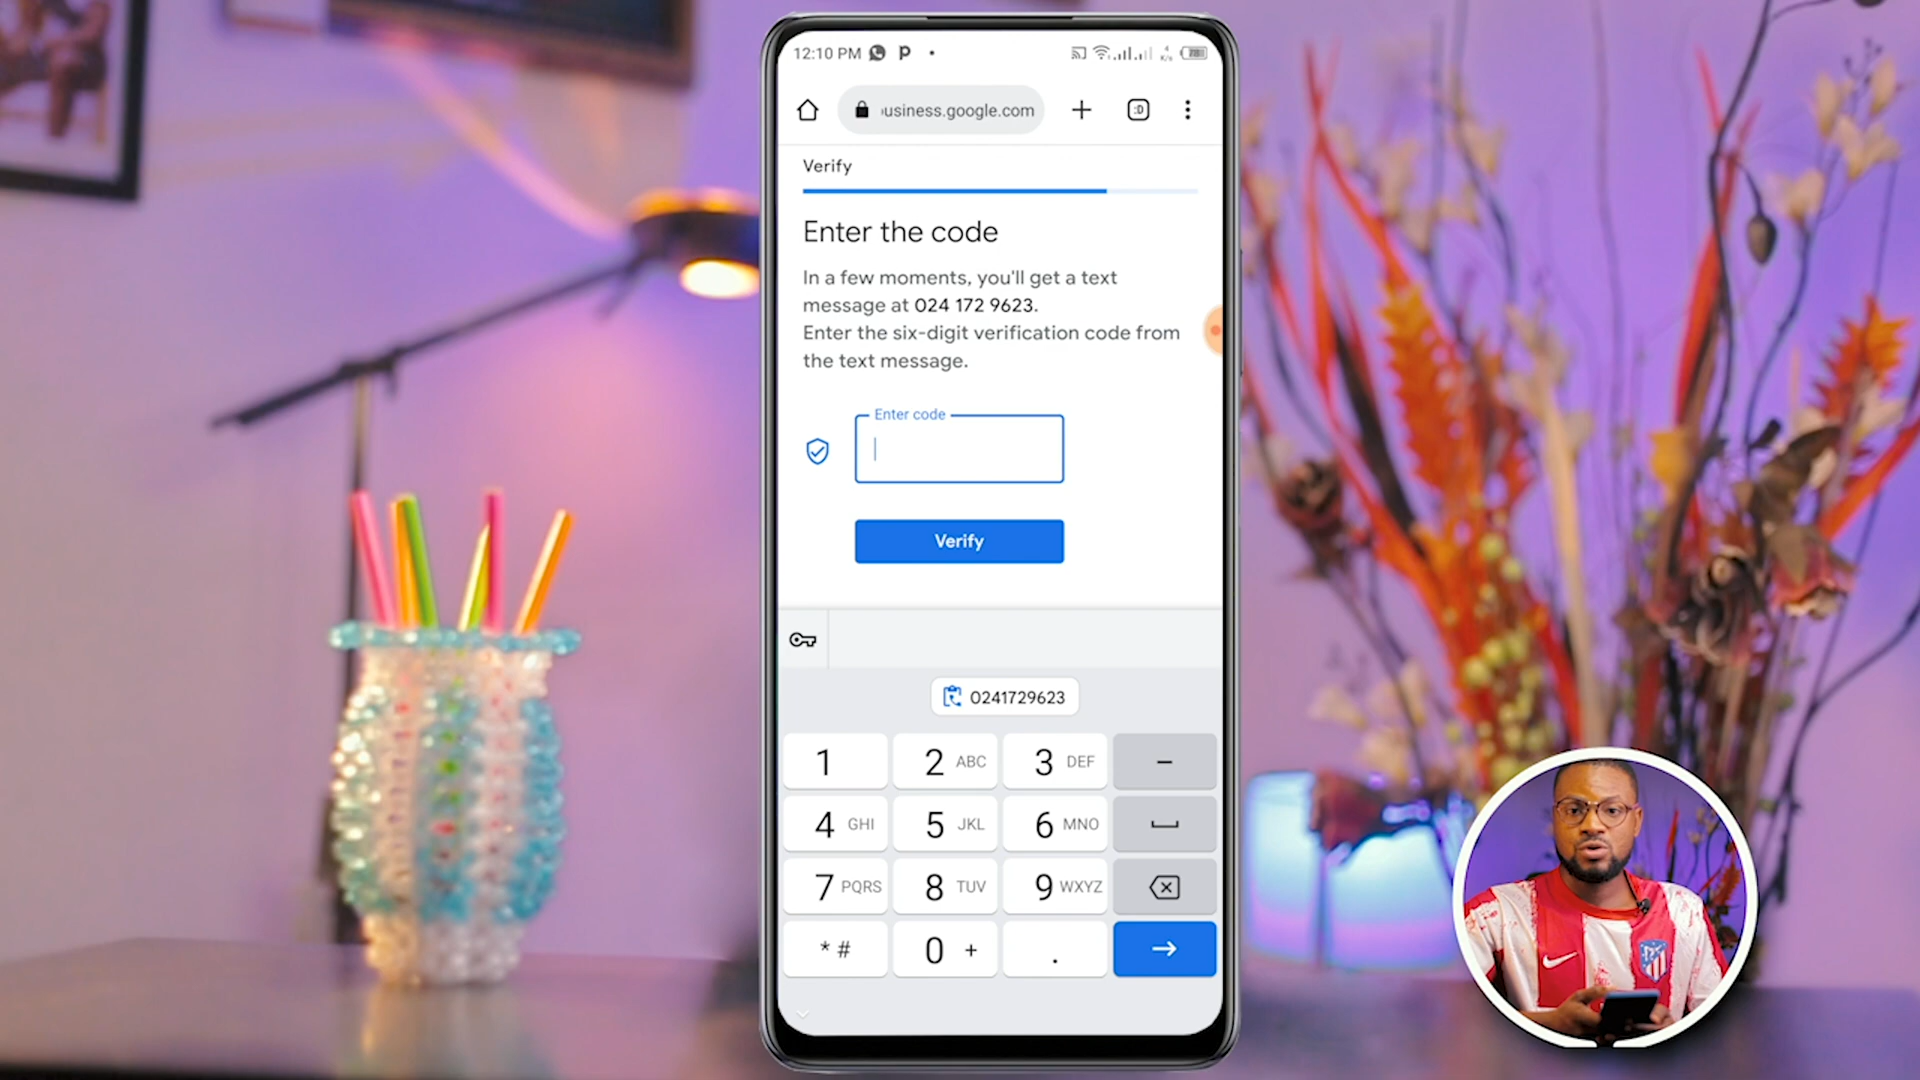 12:10 PM
usiness.google.com
:D
Verify
Enter the code
In a few moments, you'll get a text
message at 024 172 9623.
Enter the six-digit verification code from
the text message.
Enter code
Verify
0241729623
1
2 ABC
3 DEF
–
4 GHI
5 JKL
6 MNO
7 PQRS
8 TUV
9 WXYZ
* #
0 +
.